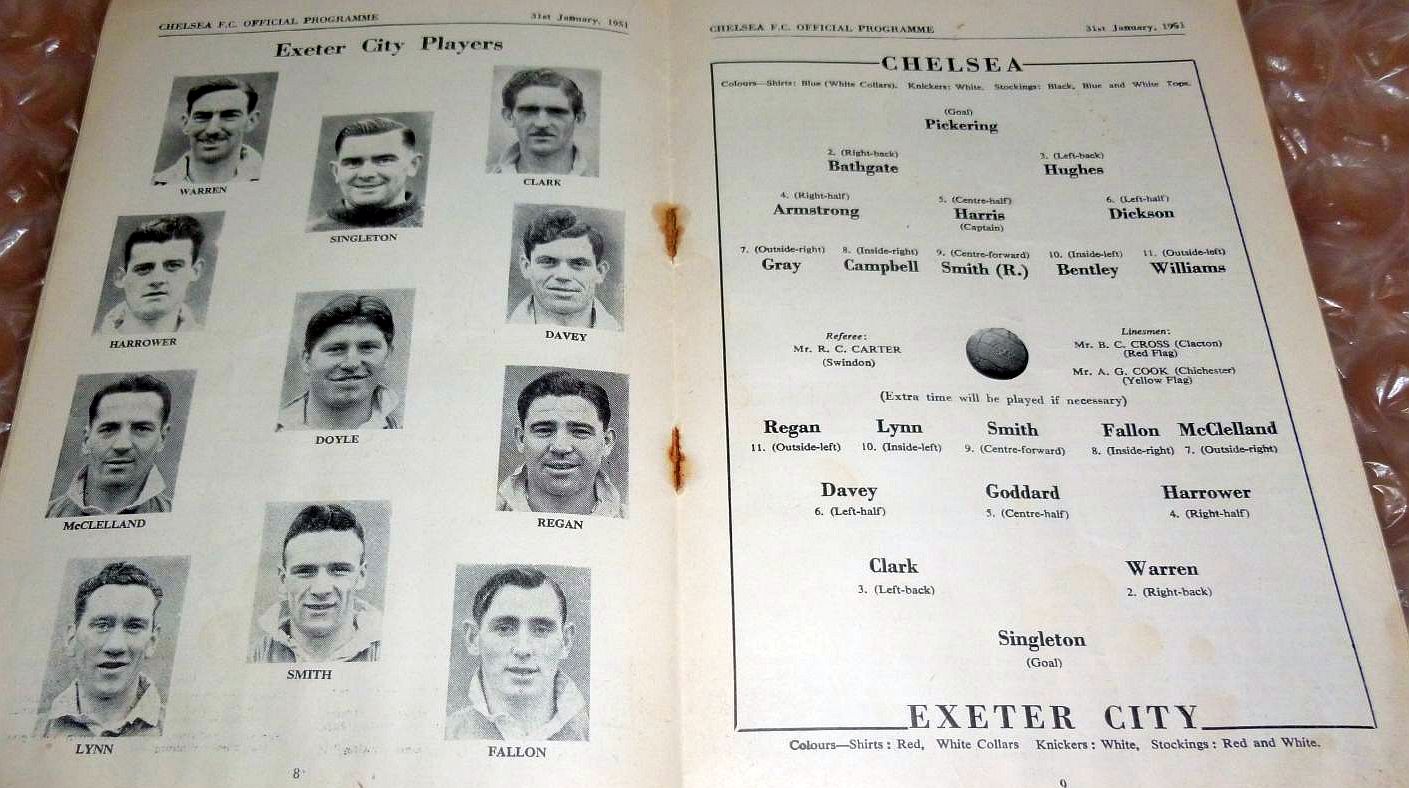 CHELSEA F.C. OFFICIAL PROGRAMME 31st January, 1951
Exeter City Players
WARREN
SINGLETON
CLARK
HARROWER
DOYLE
DAVEY
McCLELLAND
REGAN
SMITH
LYNN
FALLON
8
CHELSEA F.C. OFFICIAL PROGRAMME 31st January, 1951
CHELSEA
Colours—Shirts: Blue (White Collars). Knickers: White. Stockings: Black, Blue and White Tops.
(Goal)
Pickering
2. (Right-back) 3. (Left-back)
Bathgate Hughes
4. (Right-half) 5. (Centre-half) 6. (Left-half)
Armstrong Harris Dickson
(Captain)
7. (Outside-right) 8. (Inside-right) 9. (Centre-forward) 10. (Inside-left) 11. (Outside-left)
Gray Campbell Smith (R.) Bentley Williams
Referee:
Mr. R. C. CARTER
(Swindon)
Linesmen:
Mr. B. C. CROSS (Clacton)
(Red Flag)
Mr. A. G. COOK (Chichester)
(Yellow Flag)
(Extra time will be played if necessary)
Regan Lynn Smith Fallon McClelland
11. (Outside-left) 10. (Inside-left) 9. (Centre-forward) 8. (Inside-right) 7. (Outside-right)
Davey Goddard Harrower
6. (Left-half) 5. (Centre-half) 4. (Right-half)
Clark Warren
3. (Left-back) 2. (Right-back)
Singleton
(Goal)
EXETER CITY
Colours—Shirts: Red, White Collars Knickers: White, Stockings: Red and White.
9